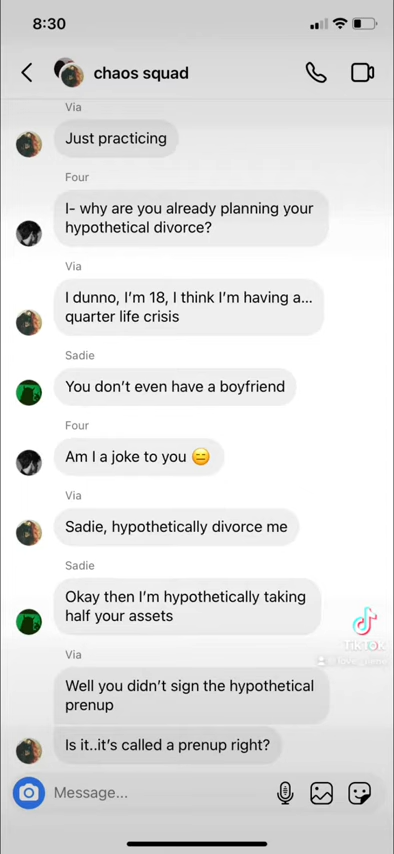 8:30
chaos squad
Via
Just practicing
Four
I- why are you already planning your
hypothetical divorce?
Via
I dunno, I'm 18, I think I'm having a...
quarter life crisis
Sadie
You don't even have a boyfriend
Four
Am I a joke to you 😑
Via
Sadie, hypothetically divorce me
Sadie
Okay then I'm hypothetically taking
half your assets
TikTok
Via
Well you didn't sign the hypothetical
prenup
Is it..it's called a prenup right?
Message...